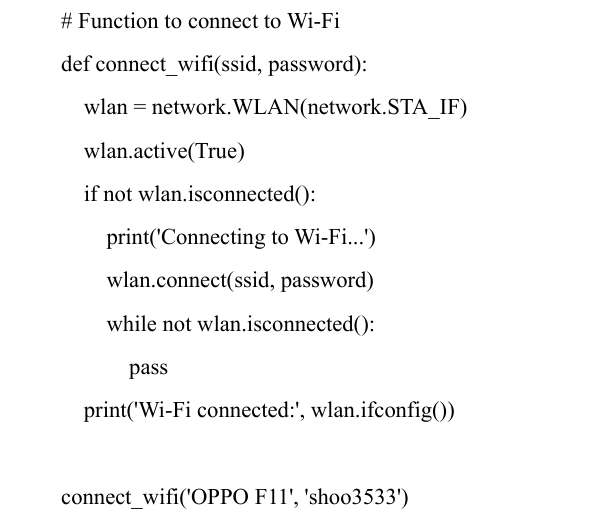 # Function to connect to Wi-Fi
def connect_wifi(ssid, password):
    wlan = network.WLAN(network.STA_IF)
    wlan.active(True)
    if not wlan.isconnected():
        print('Connecting to Wi-Fi...')
        wlan.connect(ssid, password)
        while not wlan.isconnected():
            pass
    print('Wi-Fi connected:', wlan.ifconfig())
connect_wifi('OPPO F11', 'shoo3533')